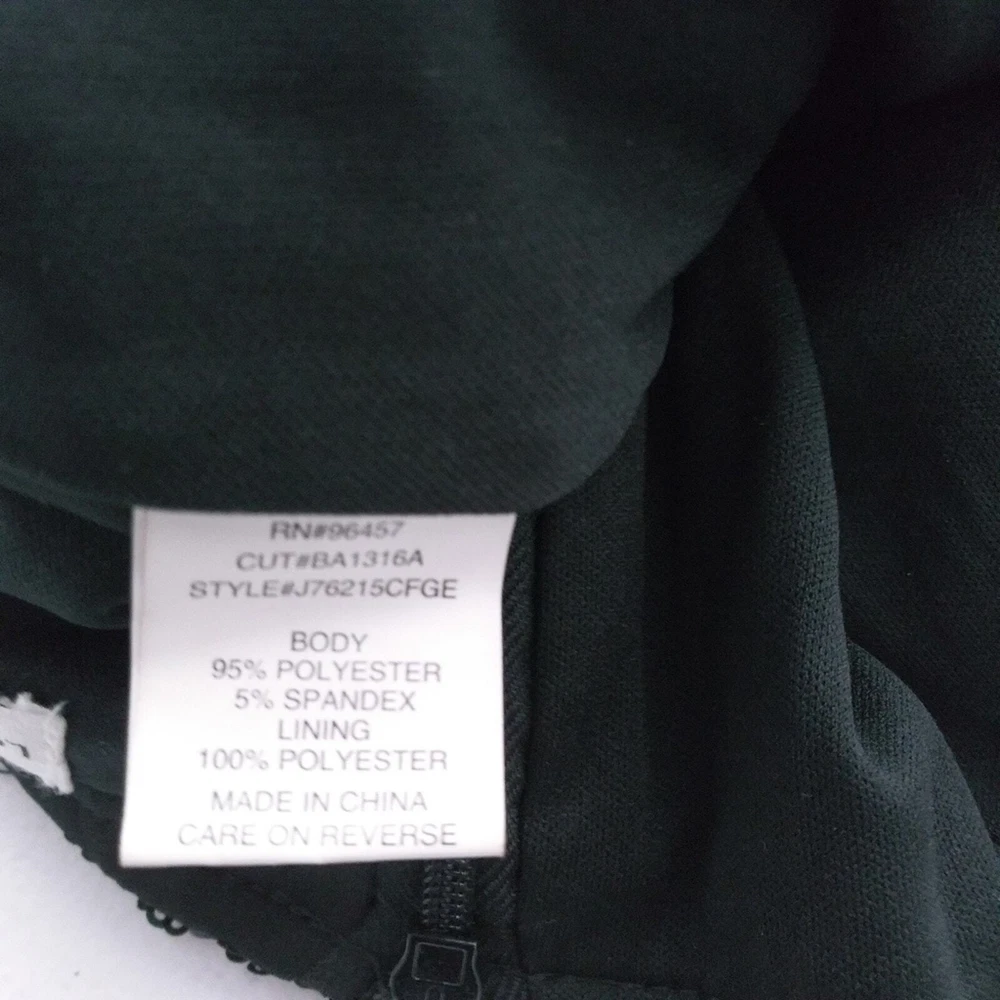 RN#96457
CUT#BA1316A
STYLE#J76215CFGE
BODY
95% POLYESTER
5% SPANDEX
LINING
100% POLYESTER
MADE IN CHINA
CARE ON REVERSE